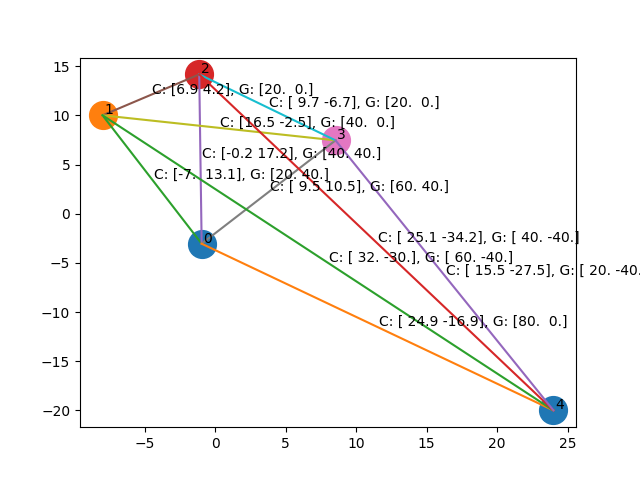 15
10
5
0
−5
−10
−15
−20
2
C: [6.9 4.2], G: [20.  0.]
1
C: [ 9.7 -6.7], G: [20.  0.]
C: [16.5 -2.5], G: [40.  0.]
3
C: [-0.2 17.2], G: [40. 40.]
C: [-7.  13.1], G: [20. 40.]
C: [ 9.5 10.5], G: [60. 40.]
0
C: [ 25.1 -34.2], G: [ 40. -40.]
C: [ 32. -30.], G: [ 60. -40.]
C: [ 15.5 -27.5], G: [ 20. -40.
C: [ 24.9 -16.9], G: [80.  0.]
4
−5 0 5 10 15 20 25